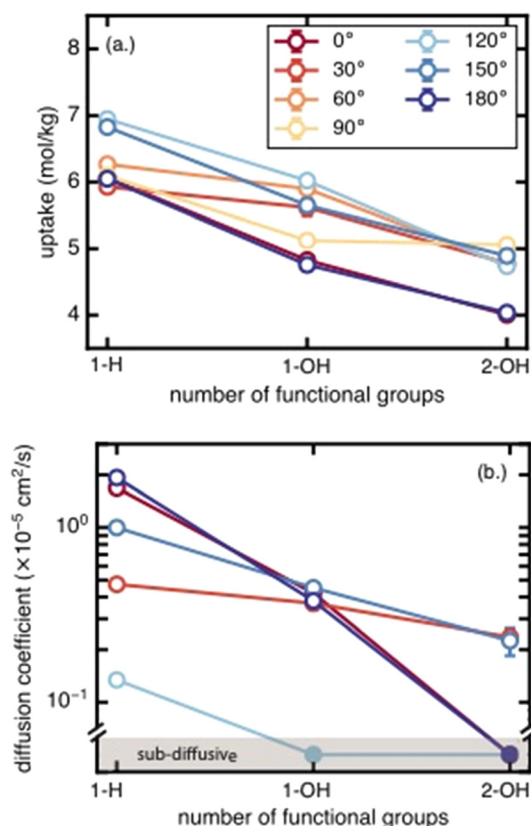 8
(a.)
0°
120°
30°
150°
60°
180°
90°
7
6
5
4
uptake (mol/kg)
1-H
1-OH
2-OH
number of functional groups
(b.)
10⁰
10⁻¹
diffusion coefficient (×10⁻⁵ cm²/s)
sub-diffusive
1-H
1-OH
2-OH
number of functional groups